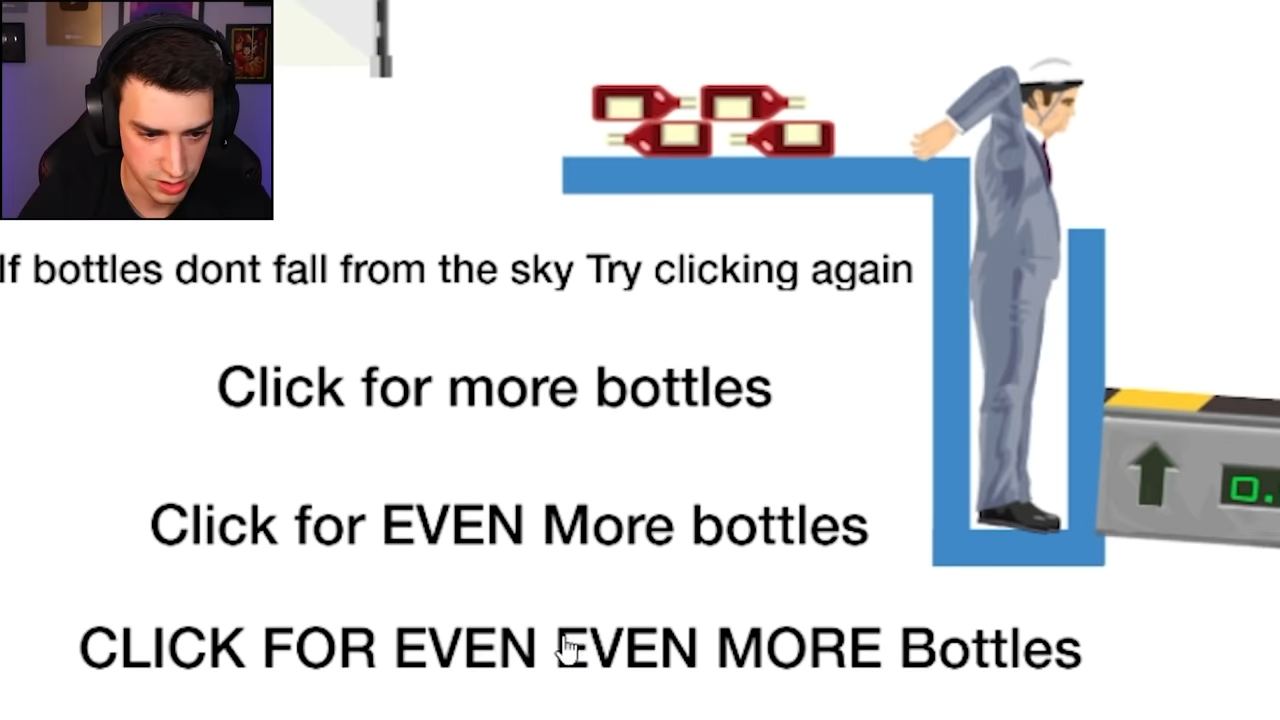 If bottles dont fall from the sky Try clicking again
Click for more bottles
Click for EVEN More bottles
0.
CLICK FOR EVEN EVEN MORE Bottles